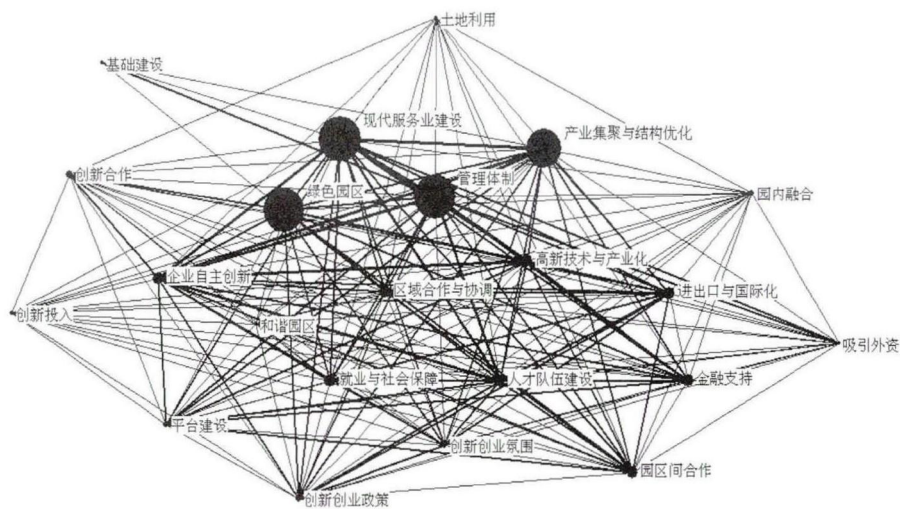 土地利用
基础建设
现代服务业建设
产业集聚与结构优化
创新合作
绿色园区
管理体制
园内融合
高新技术与产业化
企业自主创新
区域合作与协调
进出口与国际化
创新投入
和谐园区
吸引外资
就业与社会保障
人才队伍建设
金融支持
平台建设
创新创业氛围
园区间合作
创新创业政策